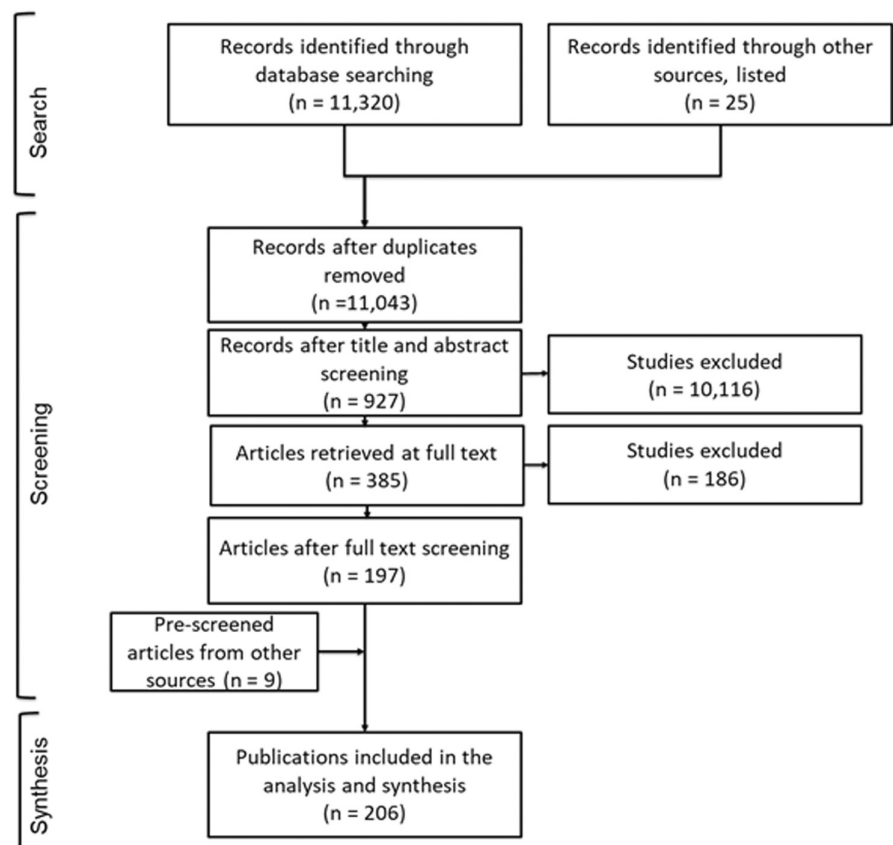 Search
Records identified through
database searching
(n = 11,320)
Records identified through other
sources, listed
(n = 25)
Screening
Records after duplicates
removed
(n =11,043)
Records after title and abstract
screening
(n = 927)
Studies excluded
(n = 10,116)
Articles retrieved at full text
(n = 385)
Studies excluded
(n = 186)
Articles after full text screening
(n = 197)
Pre-screened
articles from other
sources (n = 9)
Synthesis
Publications included in the
analysis and synthesis
(n = 206)